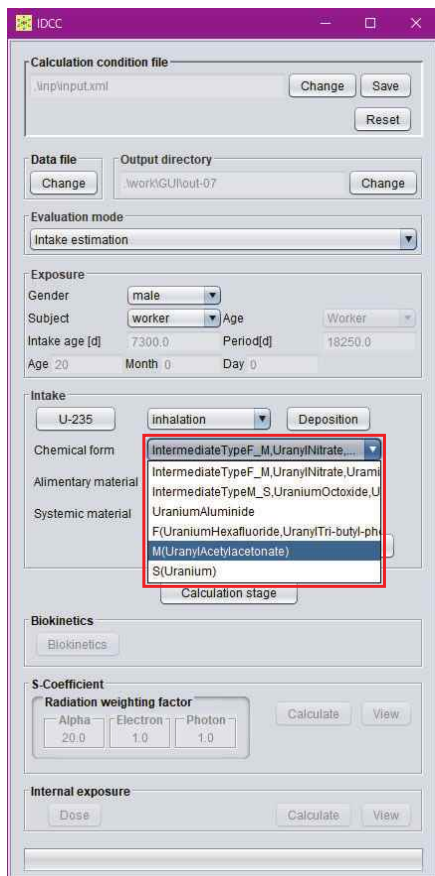 IDCC
Calculation condition file
.\inp\input.xml
Change
Save
Reset
Data file
Output directory
Change
.\work\GUI\out-07
Change
Evaluation mode
Intake estimation
Exposure
Gender
male
Subject
worker
Age
Worker
Intake age [d]
7300.0
Period[d]
18250.0
Age 20
Month 0
Day 0
Intake
U-235
inhalation
Deposition
Chemical form
IntermediateTypeF_M,UranylNitrate,...
IntermediateTypeF_M,UranylNitrate,Urami
Alimentary material
IntermediateTypeM_S,UraniumOctoxide,U
UraniumAluminide
Systemic material
F(UraniumHexafluoride,UranylTri-butyl-phe
M(UranylAcetylacetonate)
S(Uranium)
Calculation stage
Biokinetics
Biokinetics
S-Coefficient
Radiation weighting factor
Alpha
Electron
Photon
20.0
1.0
1.0
Calculate
View
Internal exposure
Dose
Calculate
View